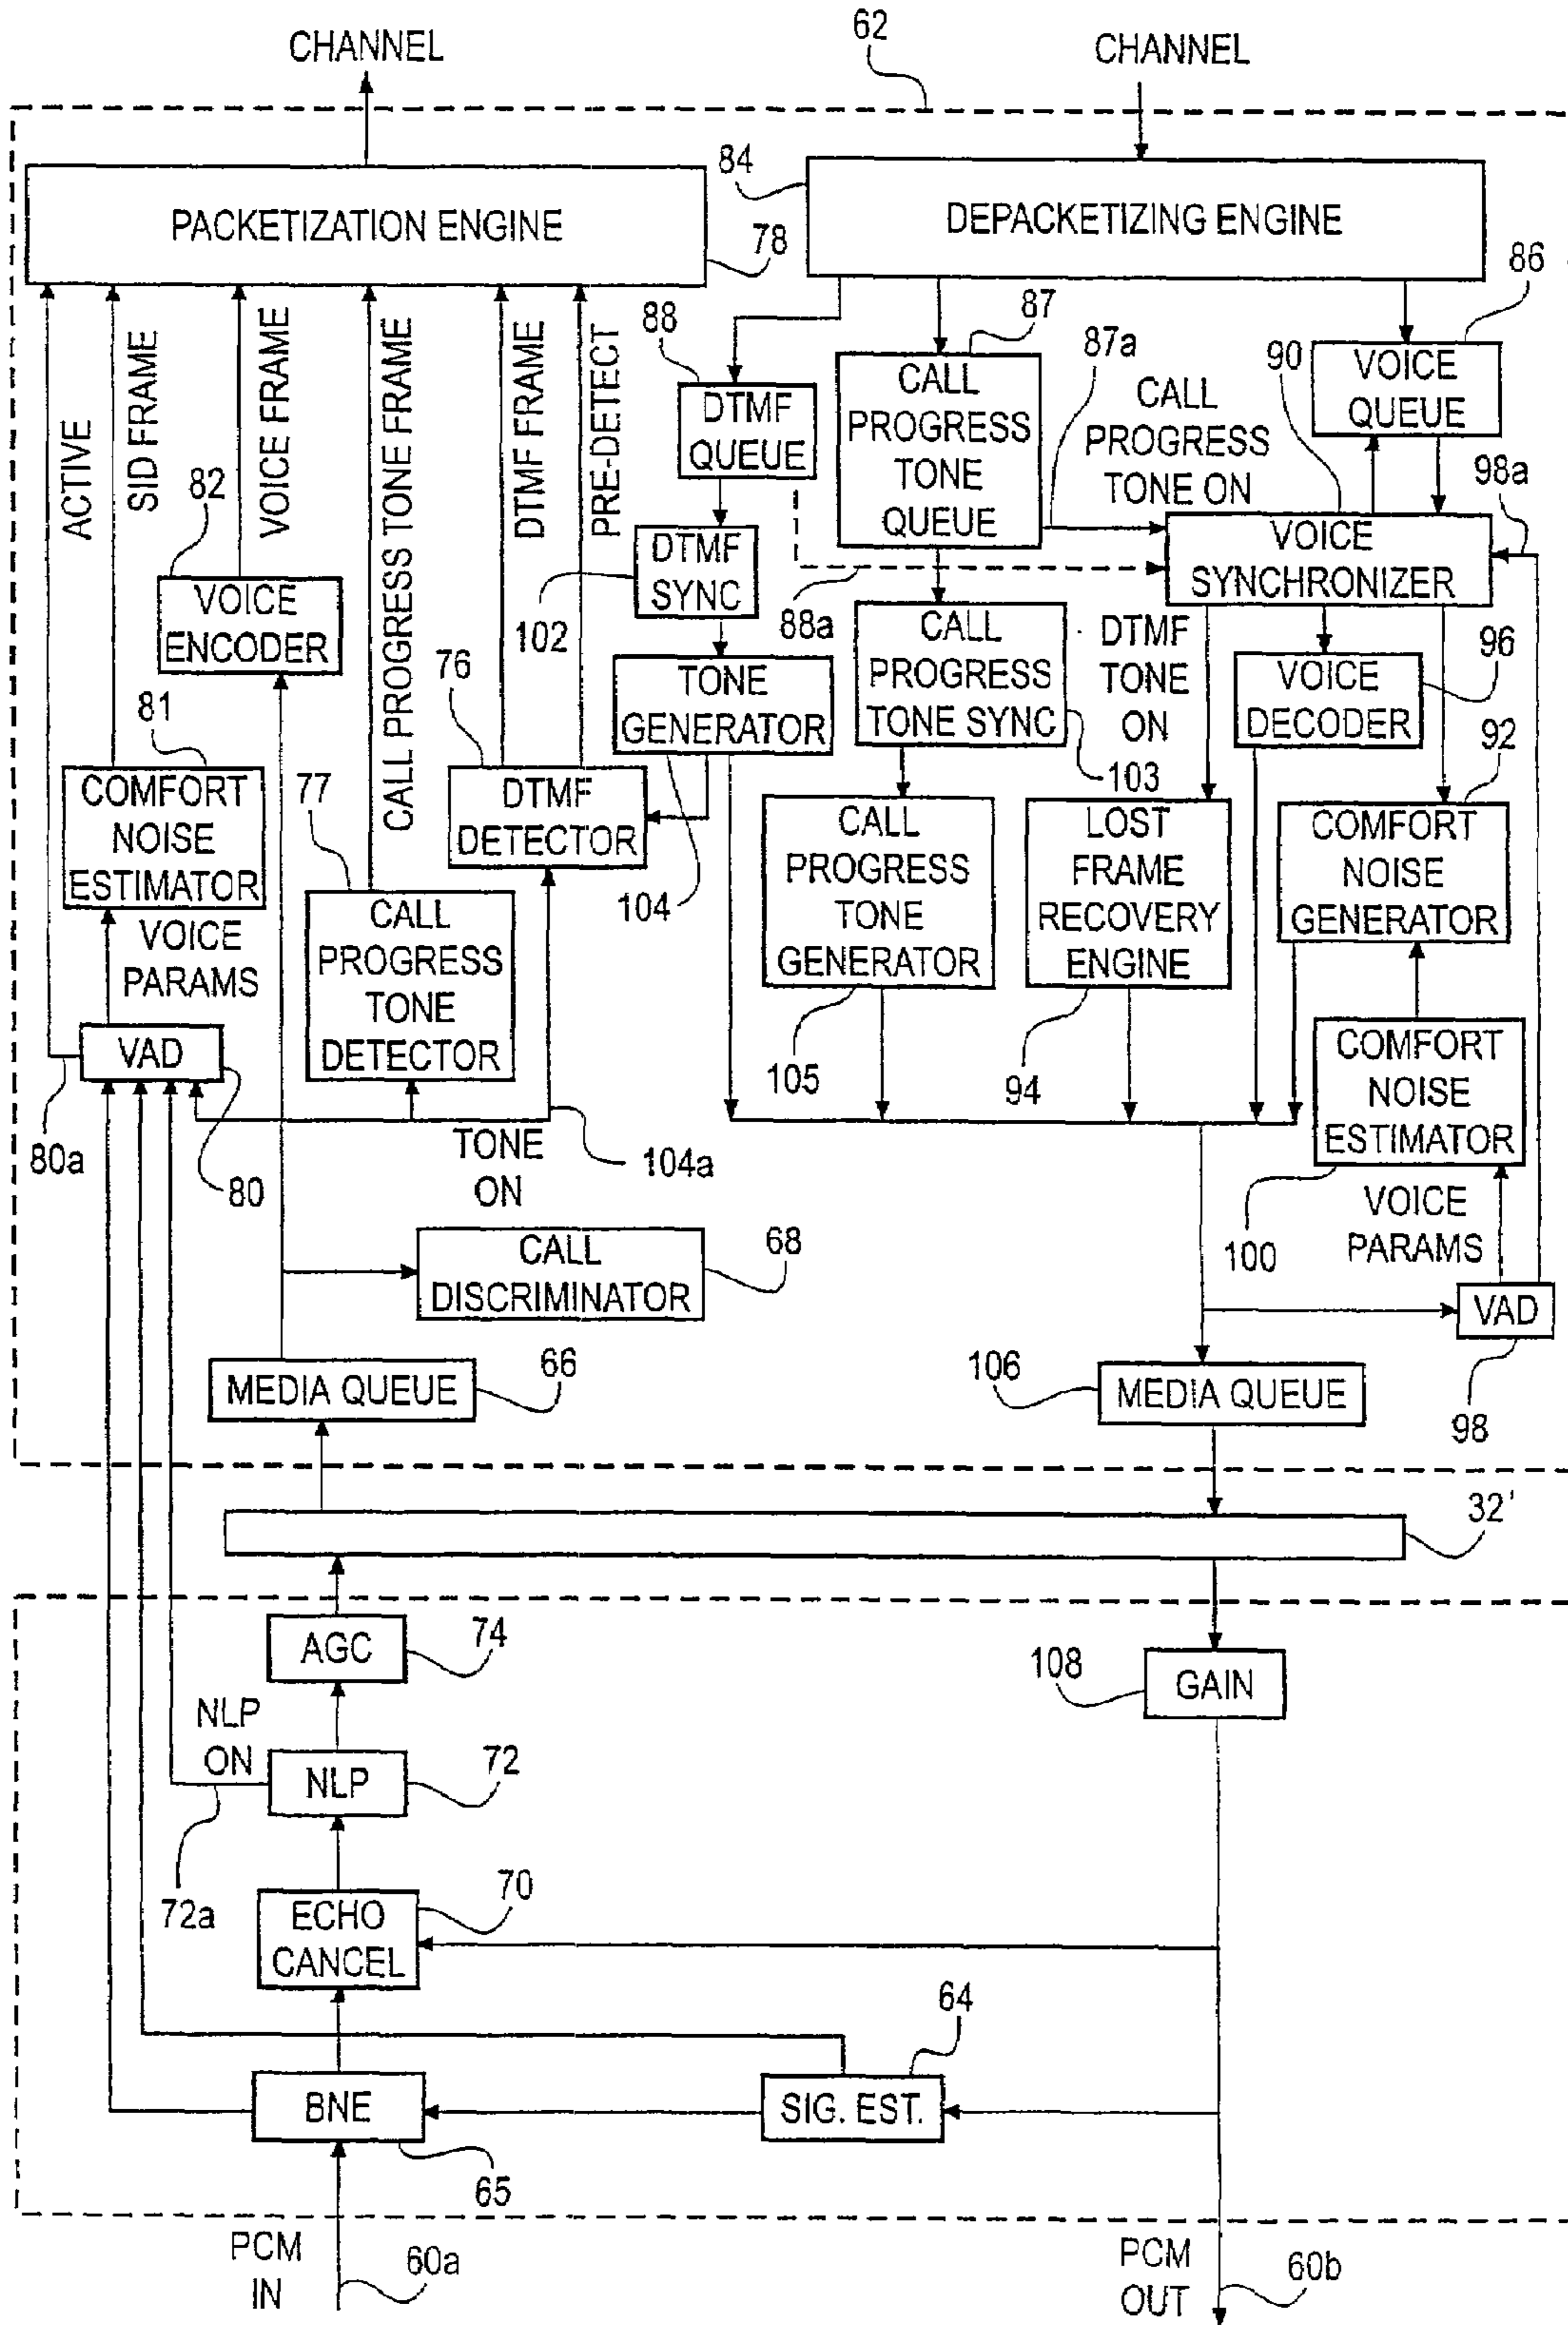 CHANNEL
62
CHANNEL
84
PACKETIZATION ENGINE
DEPACKETIZING ENGINE
78
86
ACTIVE
SID FRAME
VOICE FRAME
CALL PROGRESS TONE FRAME
DTMF FRAME
PRE-DETECT
88
87
87a
90
CALL
PROGRESS
TONE ON
VOICE
QUEUE
DTMF
QUEUE
CALL
PROGRESS
TONE
QUEUE
98a
82
VOICE
ENCODER
DTMF
SYNC
102
88a
VOICE
SYNCHRONIZER
76
TONE
GENERATOR
CALL
PROGRESS
TONE SYNC
DTMF
TONE
ON
103
VOICE
DECODER
96
92
81
COMFORT
NOISE
ESTIMATOR
77
DTMF
DETECTOR
104
CALL
PROGRESS
TONE
GENERATOR
LOST
FRAME
RECOVERY
ENGINE
COMFORT
NOISE
GENERATOR
VOICE
PARAMS
CALL
PROGRESS
TONE
DETECTOR
105
94
COMFORT
NOISE
ESTIMATOR
VAD
80a
80
TONE
ON
104a
100
VOICE
PARAMS
CALL
DISCRIMINATOR
68
VAD
98
MEDIA QUEUE
66
106
MEDIA QUEUE
32'
AGC
74
108
GAIN
NLP
ON
NLP
72
72a
ECHO
CANCEL
70
64
BNE
SIG. EST.
65
PCM
IN
60a
PCM
OUT
60b